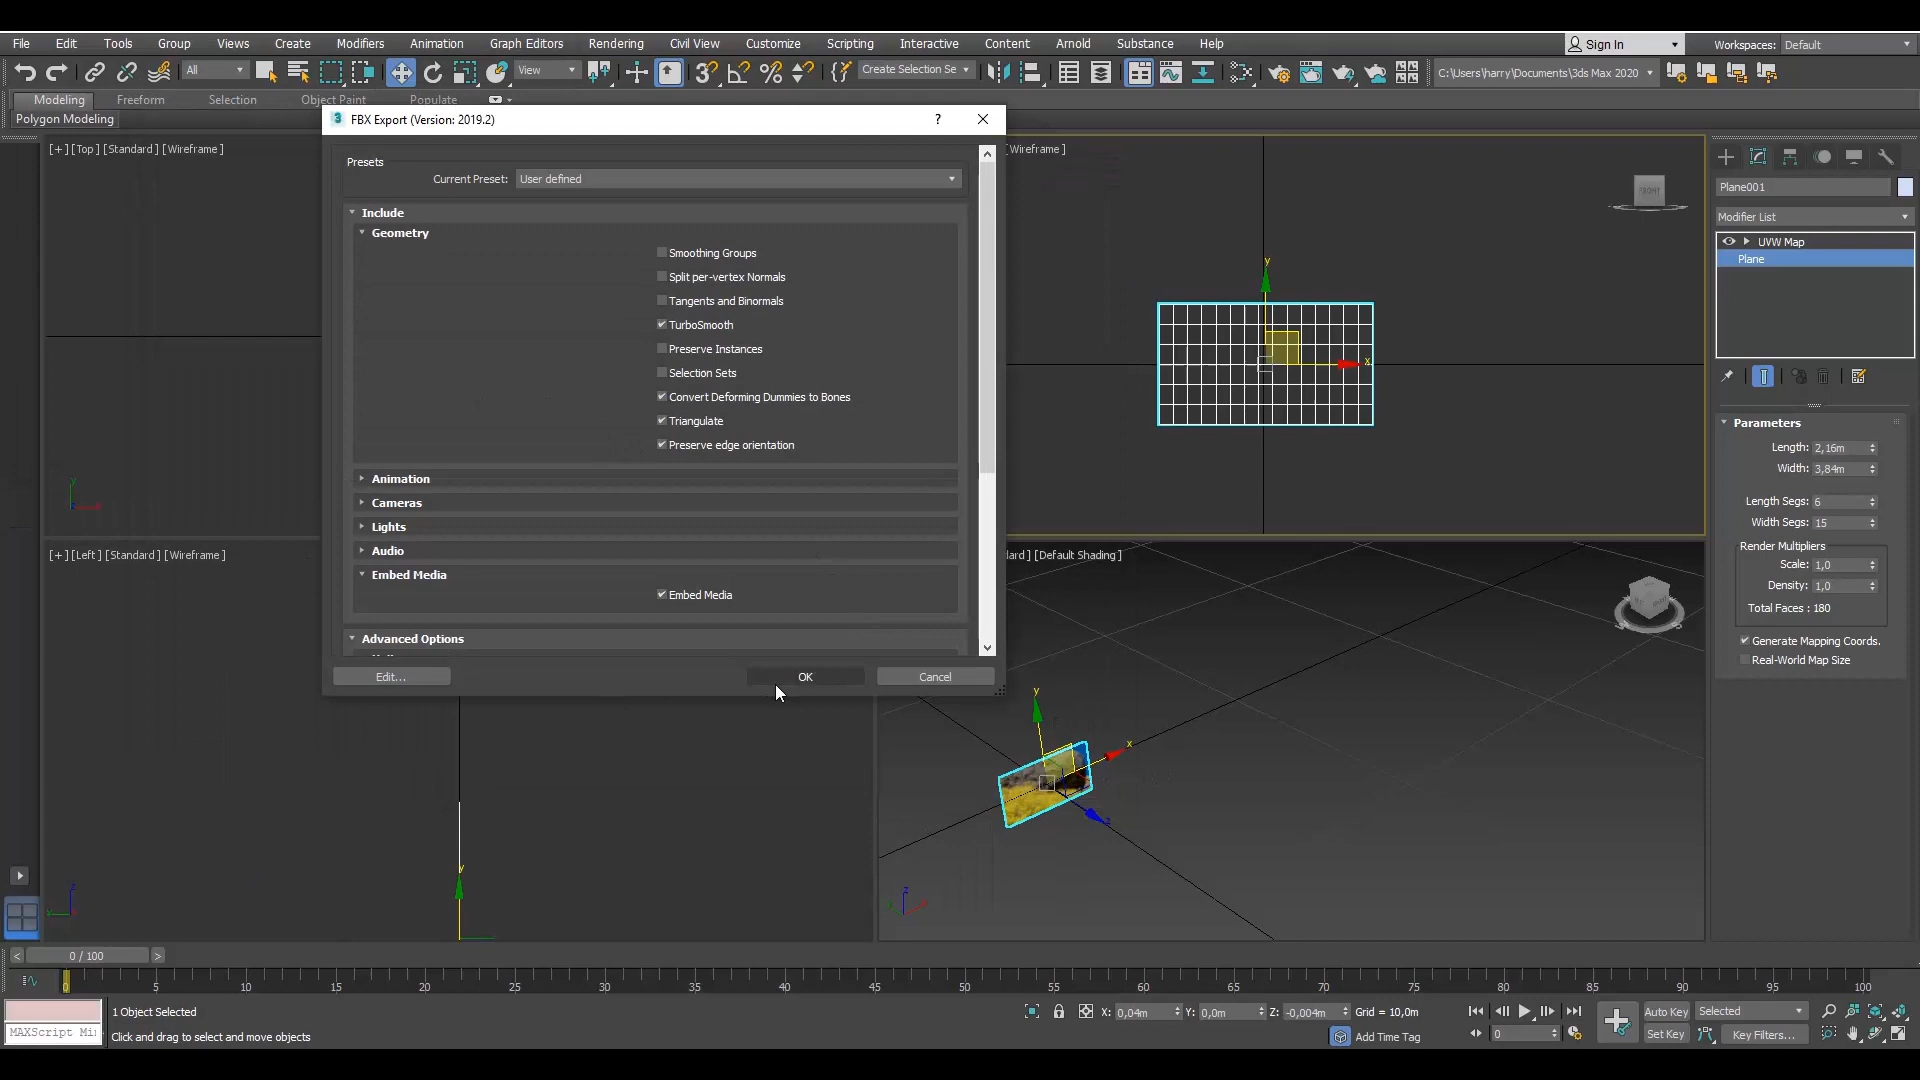 File Edit Tools Group Views Create Modifiers Animation Graph Editors Rendering Civil View Customize Scripting Interactive Content Arnold Substance Help Sign In Workspaces: Default
All View Create Selection Se C:\Users\harry\Documents\3ds Max 2020
Modeling Freeform Selection Object Paint Populate
Polygon Modeling
3 FBX Export (Version: 2019.2) ?
Presets
Current Preset: User defined
Include
Geometry
Smoothing Groups
Split per-vertex Normals
Tangents and Binormals
TurboSmooth
Preserve Instances
Selection Sets
Convert Deforming Dummies to Bones
Triangulate
Preserve edge orientation
Animation
Cameras
Lights
Audio
Embed Media
Embed Media
Advanced Options
Edit... OK Cancel
[+] [Top] [Standard] [Wireframe]
[Wireframe]
FRONT
y
x
[+] [Left] [Standard] [Wireframe]
dard] [Default Shading]
y
x
z
Plane001
Modifier List
UVW Map
Plane
Parameters
Length: 2,16m
Width: 3,84m
Length Segs: 6
Width Segs: 15
Render Multipliers
Scale: 1,0
Density: 1,0
Total Faces : 180
Generate Mapping Coords.
Real-World Map Size
< 0 / 100 >
0 5 10 15 20 25 30 35 40 45 50 55 60 65 70 75 80 85 90 95 100
1 Object Selected
X: 0,04m Y: 0,0m Z: -0,004m Grid = 10,0m
Auto Key Selected
MAXScript Mi
Click and drag to select and move objects
Add Time Tag
0
Set Key Key Filters...